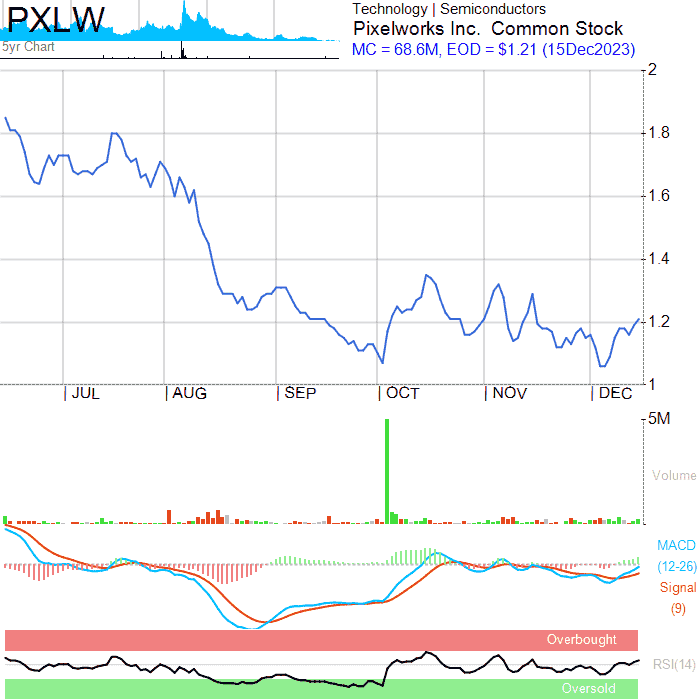 PXLW
5yr Chart
Technology | Semiconductors
Pixelworks Inc.  Common Stock
MC = 68.6M, EOD = $1.21 (15Dec2023)
2
1.8
1.6
1.4
1.2
1
JUL
AUG
SEP
OCT
NOV
DEC
5M
Volume
MACD
(12-26)
Signal
(9)
Overbought
RSI(14)
Oversold